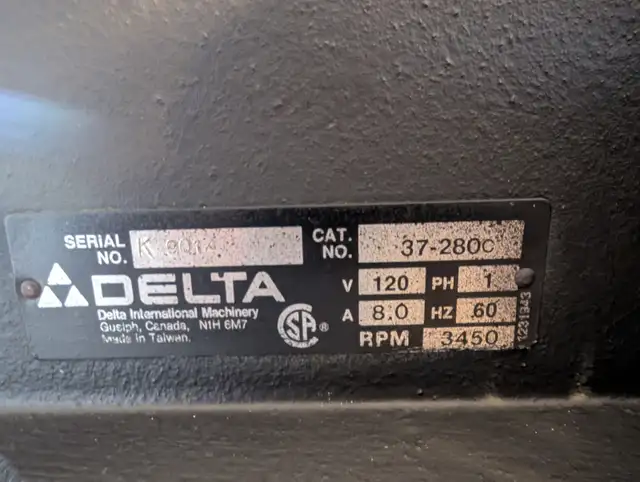 SERIAL NO. K
CAT. NO. 37-280C
DELTA
V 120 PH 1
Delta International Machinery
A 8.0 HZ 60
Guelph, Canada, N1H 6M7
SA ®
Made in Taiwan.
RPM 3450
1231943